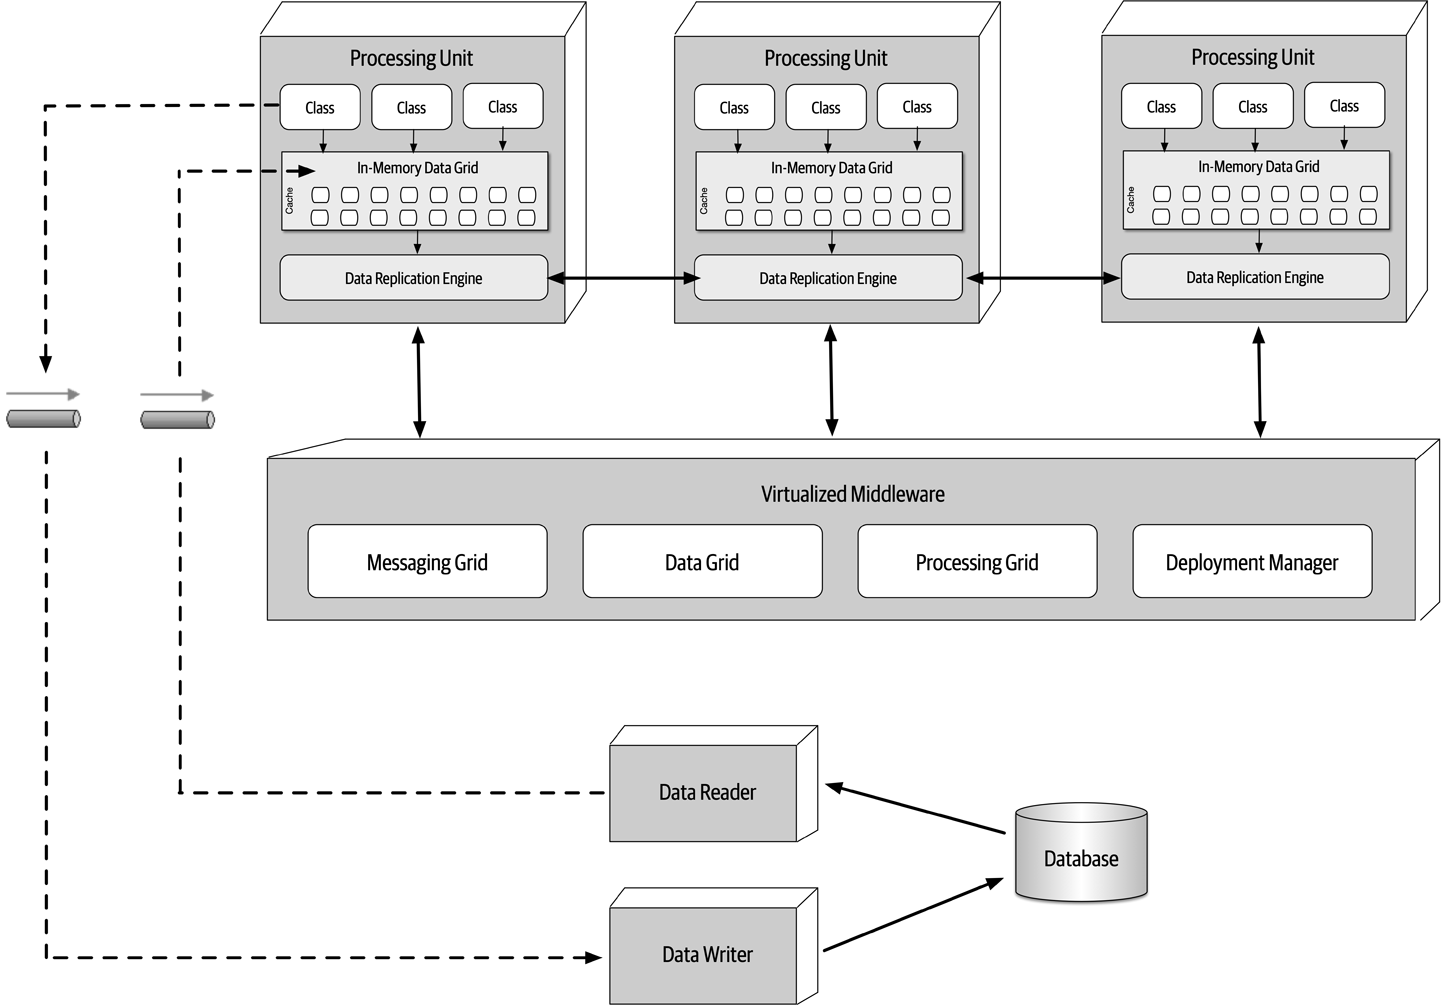 Processing Unit
Class
Class
Class
In-Memory Data Grid
Cache
Data Replication Engine
Processing Unit
Class
Class
Class
In-Memory Data Grid
Cache
Data Replication Engine
Processing Unit
Class
Class
Class
In-Memory Data Grid
Cache
Data Replication Engine
Virtualized Middleware
Messaging Grid
Data Grid
Processing Grid
Deployment Manager
Data Reader
Database
Data Writer